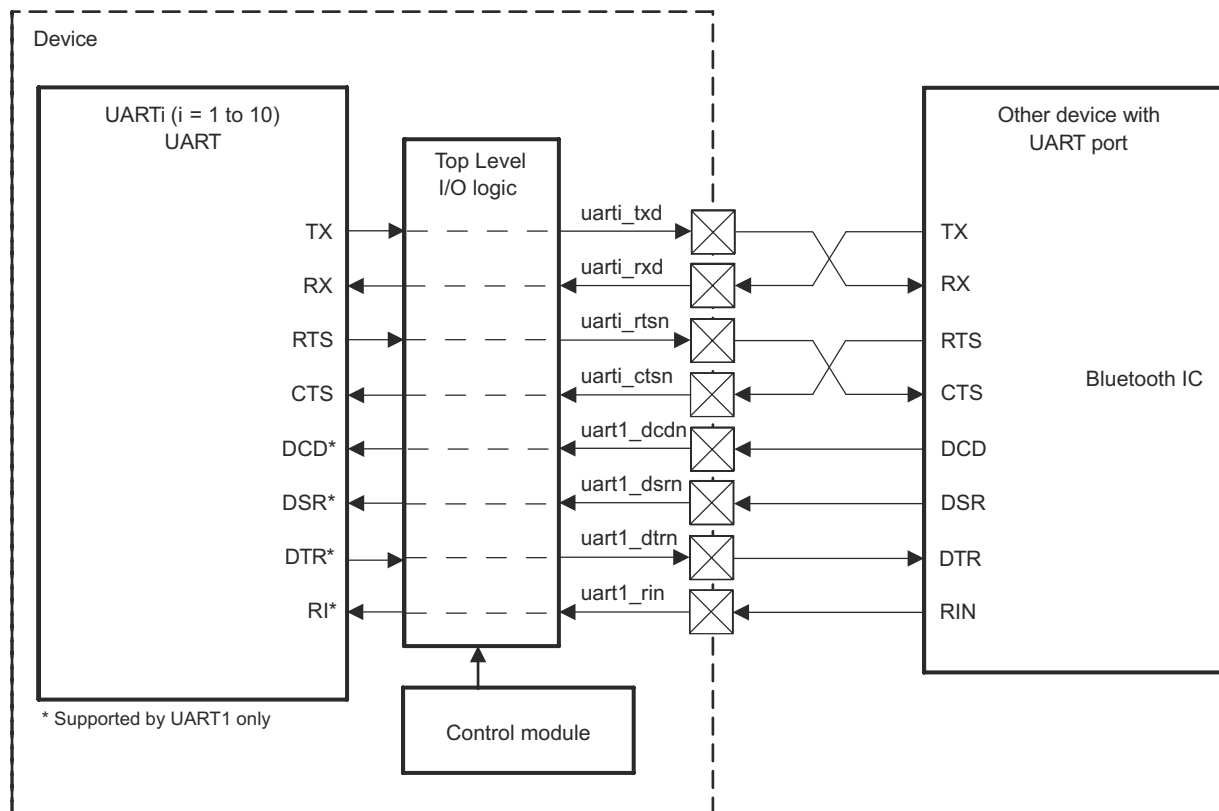 Device
UARTi (i = 1 to 10)
UART
Top Level
I/O logic
Other device with
UART port
TX
uarti_txd
TX
RX
uarti_rxd
RX
RTS
uarti_rtsn
RTS
CTS
uarti_ctsn
CTS
Bluetooth IC
DCD*
uart1_dcdn
DCD
DSR*
uart1_dsrn
DSR
DTR*
uart1_dtrn
DTR
RI*
uart1_rin
RIN
* Supported by UART1 only
Control module